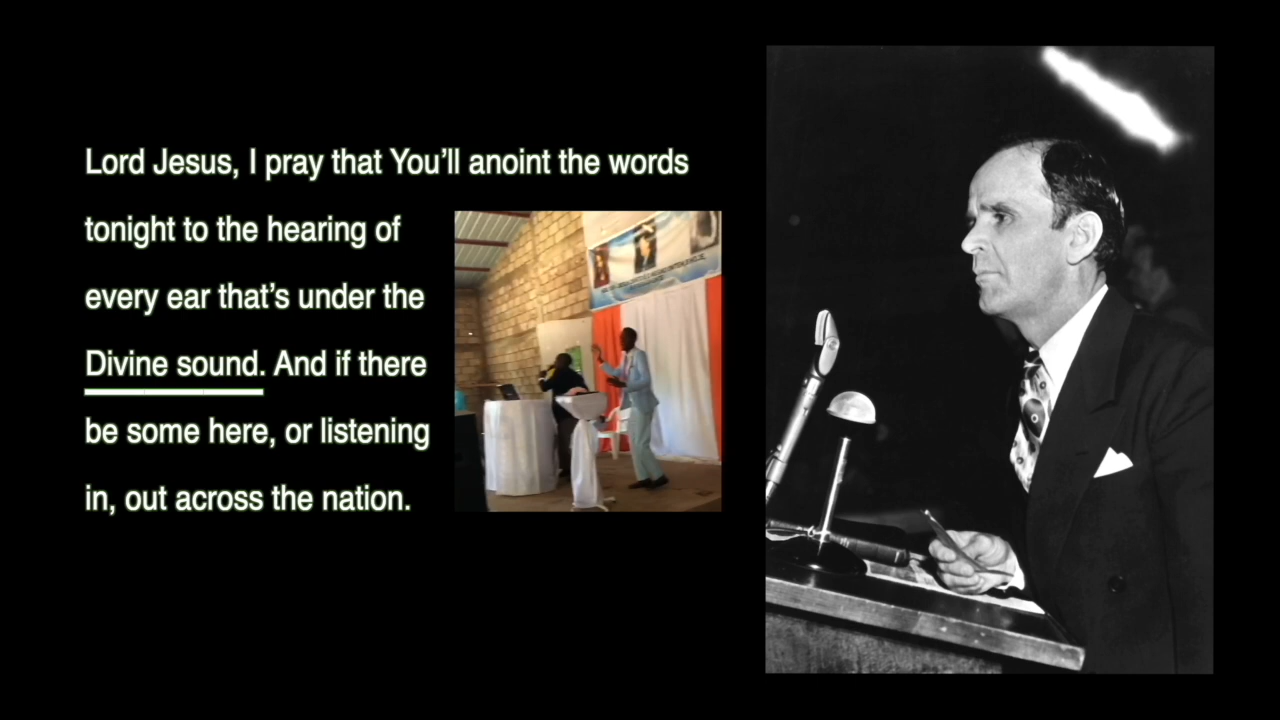 Lord Jesus, I pray that You’ll anoint the words
tonight to the hearing of
every ear that’s under the
Divine sound. And if there
be some here, or listening
in, out across the nation.